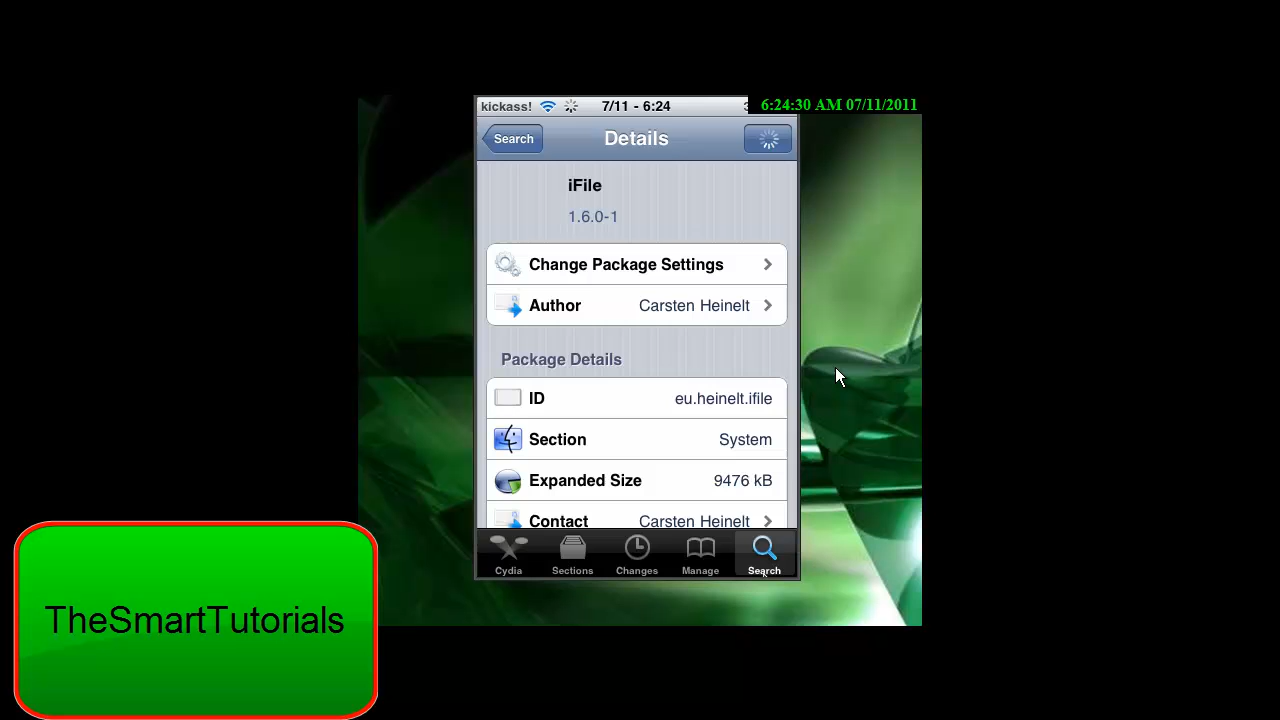 kickass! 7/11 - 6:24
6:24:30 AM 07/11/2011
Search Details
iFile
1.6.0-1
Change Package Settings
Author Carsten Heinelt
Package Details
ID eu.heinelt.ifile
Section System
Expanded Size 9476 kB
Contact Carsten Heinelt
Cydia Sections Changes Manage Search
TheSmartTutorials